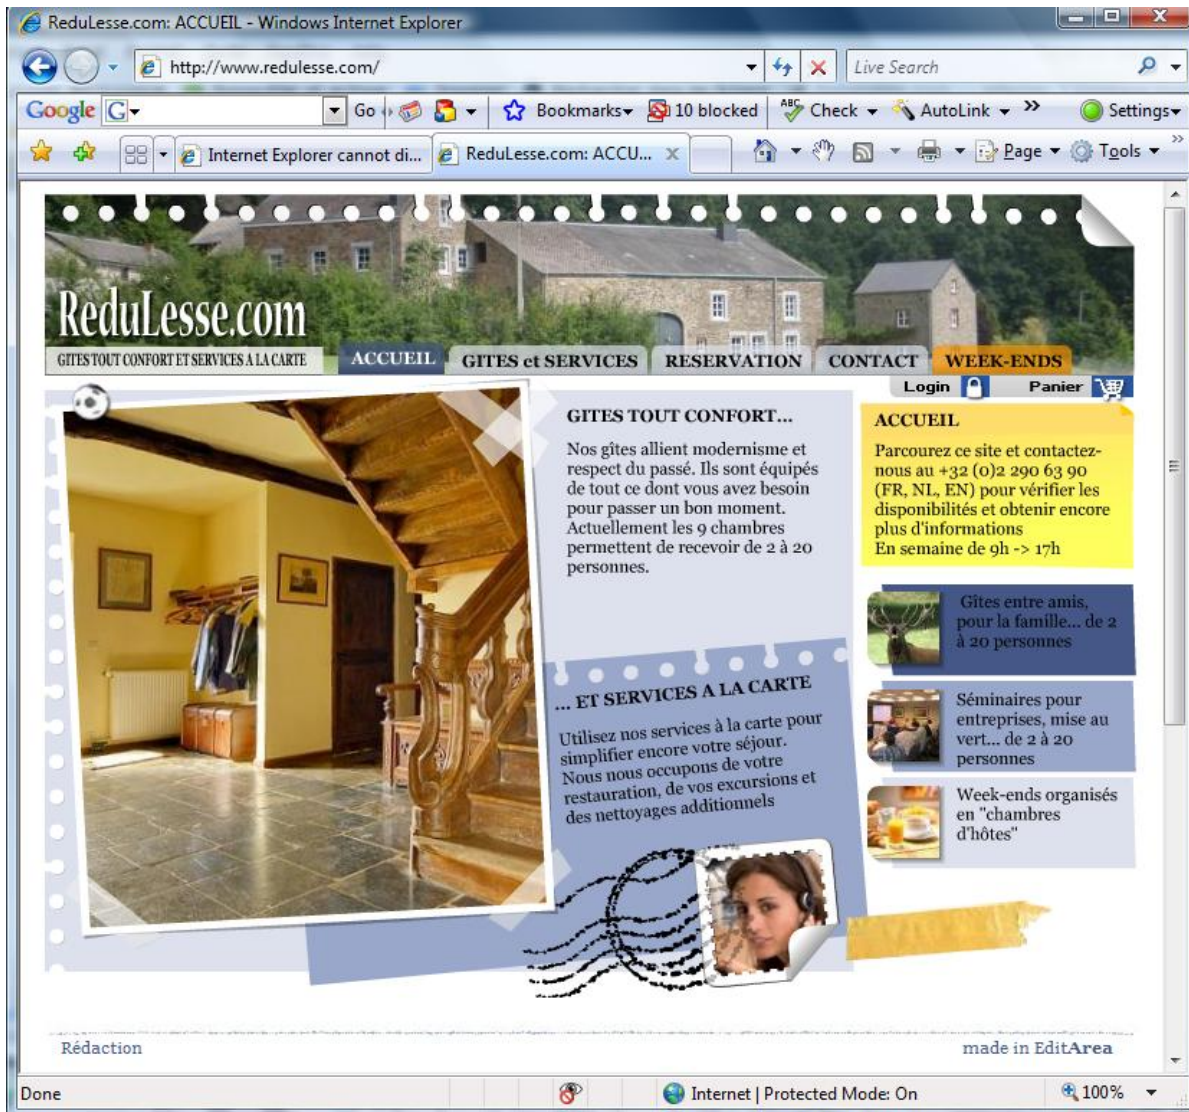 ReduLesse.com: ACCUEIL - Windows Internet Explorer
http://www.redulesse.com/
Live Search
Google G Go Bookmarks 10 blocked ABC Check AutoLink >> Settings
Internet Explorer cannot di... ReduLesse.com: ACCU... Page Tools >>
ReduLesse.com
GITES TOUT CONFORT ET SERVICES A LA CARTE
ACCUEIL GITES et SERVICES RESERVATION CONTACT WEEK-ENDS
Login Panier
GITES TOUT CONFORT...
Nos gîtes allient modernisme et
respect du passé. Ils sont équipés
de tout ce dont vous avez besoin
pour passer un bon moment.
Actuellement les 9 chambres
permettent de recevoir de 2 à 20
personnes.
... ET SERVICES A LA CARTE
Utilisez nos services à la carte pour
simplifier encore votre séjour.
Nous nous occupons de votre
restauration, de vos excursions et
des nettoyages additionnels
ACCUEIL
Parcourez ce site et contactez-
nous au +32 (0)2 290 63 90
(FR, NL, EN) pour vérifier les
disponibilités et obtenir encore
plus d'informations
En semaine de 9h -> 17h
Gîtes entre amis,
pour la famille... de 2
à 20 personnes
Séminaires pour
entreprises, mise au
vert... de 2 à 20
personnes
Week-ends organisés
en "chambres
d'hôtes"
Rédaction made in EditArea
Done Internet | Protected Mode: On 100%